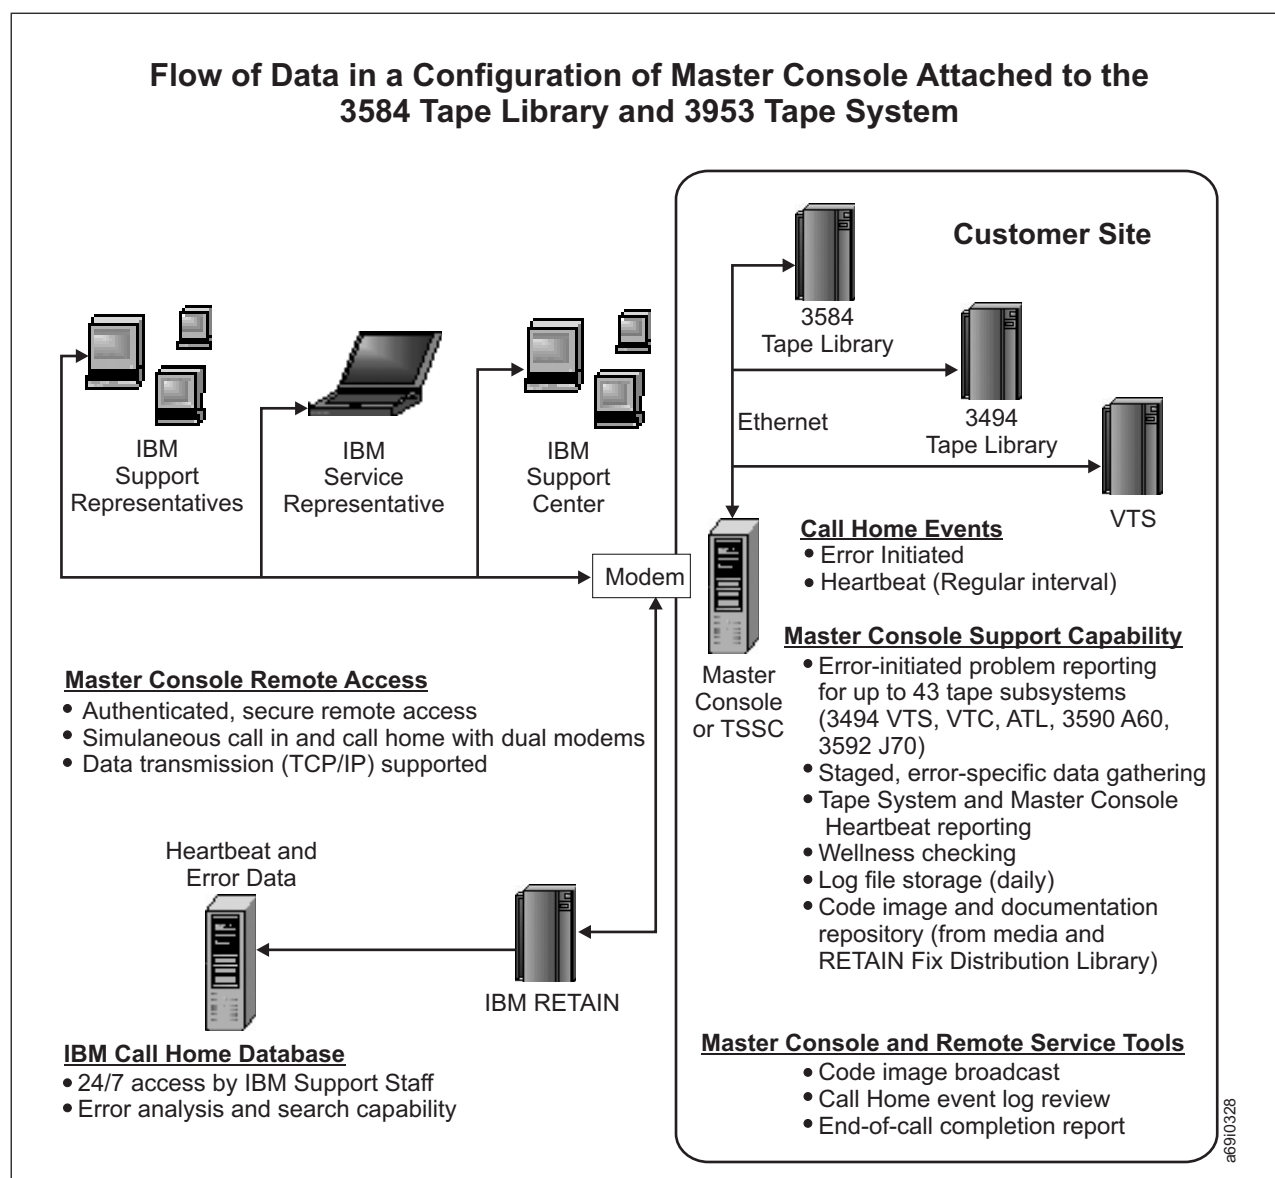 Flow of Data in a Configuration of Master Console Attached to the
3584 Tape Library and 3953 Tape System
Customer Site
3584
Tape Library
3494
Tape Library
Ethernet
VTS
IBM
Support
Representatives
IBM
Service
Representative
IBM
Support
Center
Modem
Master
Console
or TSSC
Call Home Events
• Error Initiated
• Heartbeat (Regular interval)
Master Console Support Capability
• Error-initiated problem reporting
for up to 43 tape subsystems
(3494 VTS, VTC, ATL, 3590 A60,
3592 J70)
• Staged, error-specific data gathering
• Tape System and Master Console
Heartbeat reporting
• Wellness checking
• Log file storage (daily)
• Code image and documentation
repository (from media and
RETAIN Fix Distribution Library)
Master Console and Remote Service Tools
• Code image broadcast
• Call Home event log review
• End-of-call completion report
Master Console Remote Access
• Authenticated, secure remote access
• Simulaneous call in and call home with dual modems
• Data transmission (TCP/IP) supported
Heartbeat and
Error Data
IBM RETAIN
IBM Call Home Database
• 24/7 access by IBM Support Staff
• Error analysis and search capability
a69i0328